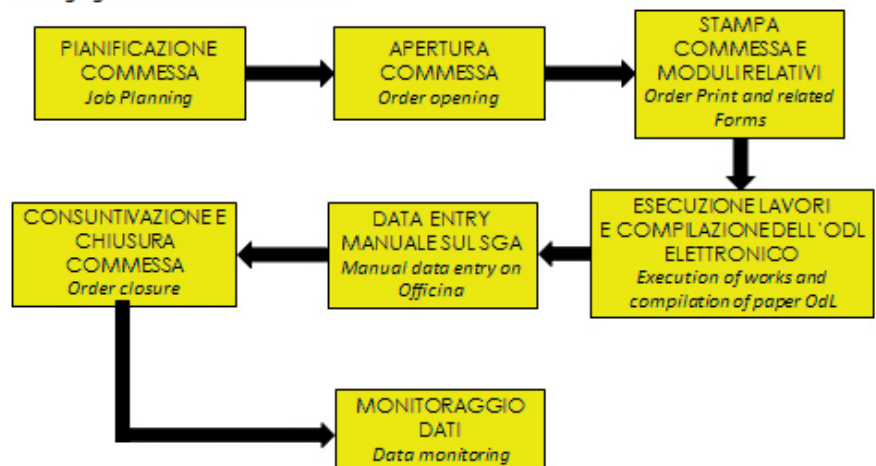 PIANIFICAZIONE
COMMESSA
Job Planning
APERTURA
COMMESSA
Order opening
STAMPA
COMMESSA E
MODULI RELATIVI
Order Print and related
Forms
ESECUZIONE LAVORI
E COMPILAZIONE DELL'ODL
ELETTRONICO
Execution of works and
compilation of paper OdL
DATA ENTRY
MANUALE SUL SGA
Manual data entry on
Officina
CONSUNTIVAZIONE E
CHIUSURA
COMMESSA
Order closure
MONITORAGGIO
DATI
Data monitoring